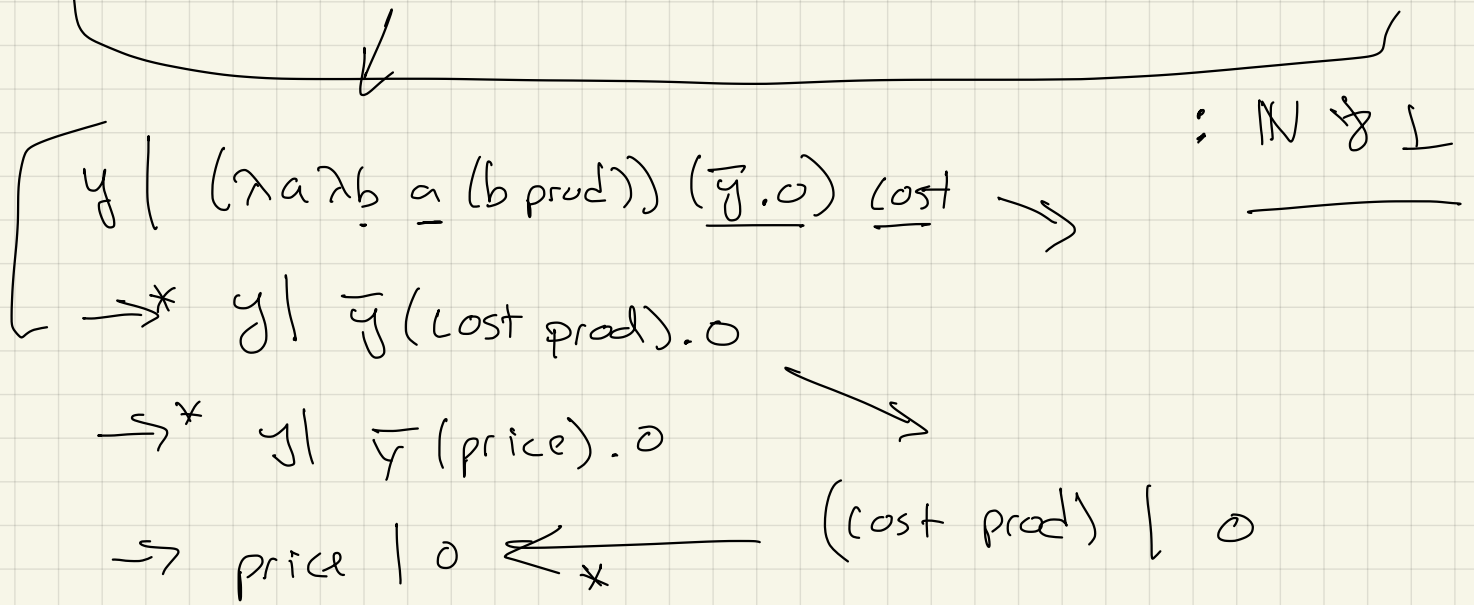 : ℕ ⅋ ⊥
y | (λa λb a (b prod)) (ȳ.0) cost →
→* y | ȳ(cost prod).0
→* y | ȳ(price).0
(cost prod) | 0
→ price | 0 ←*